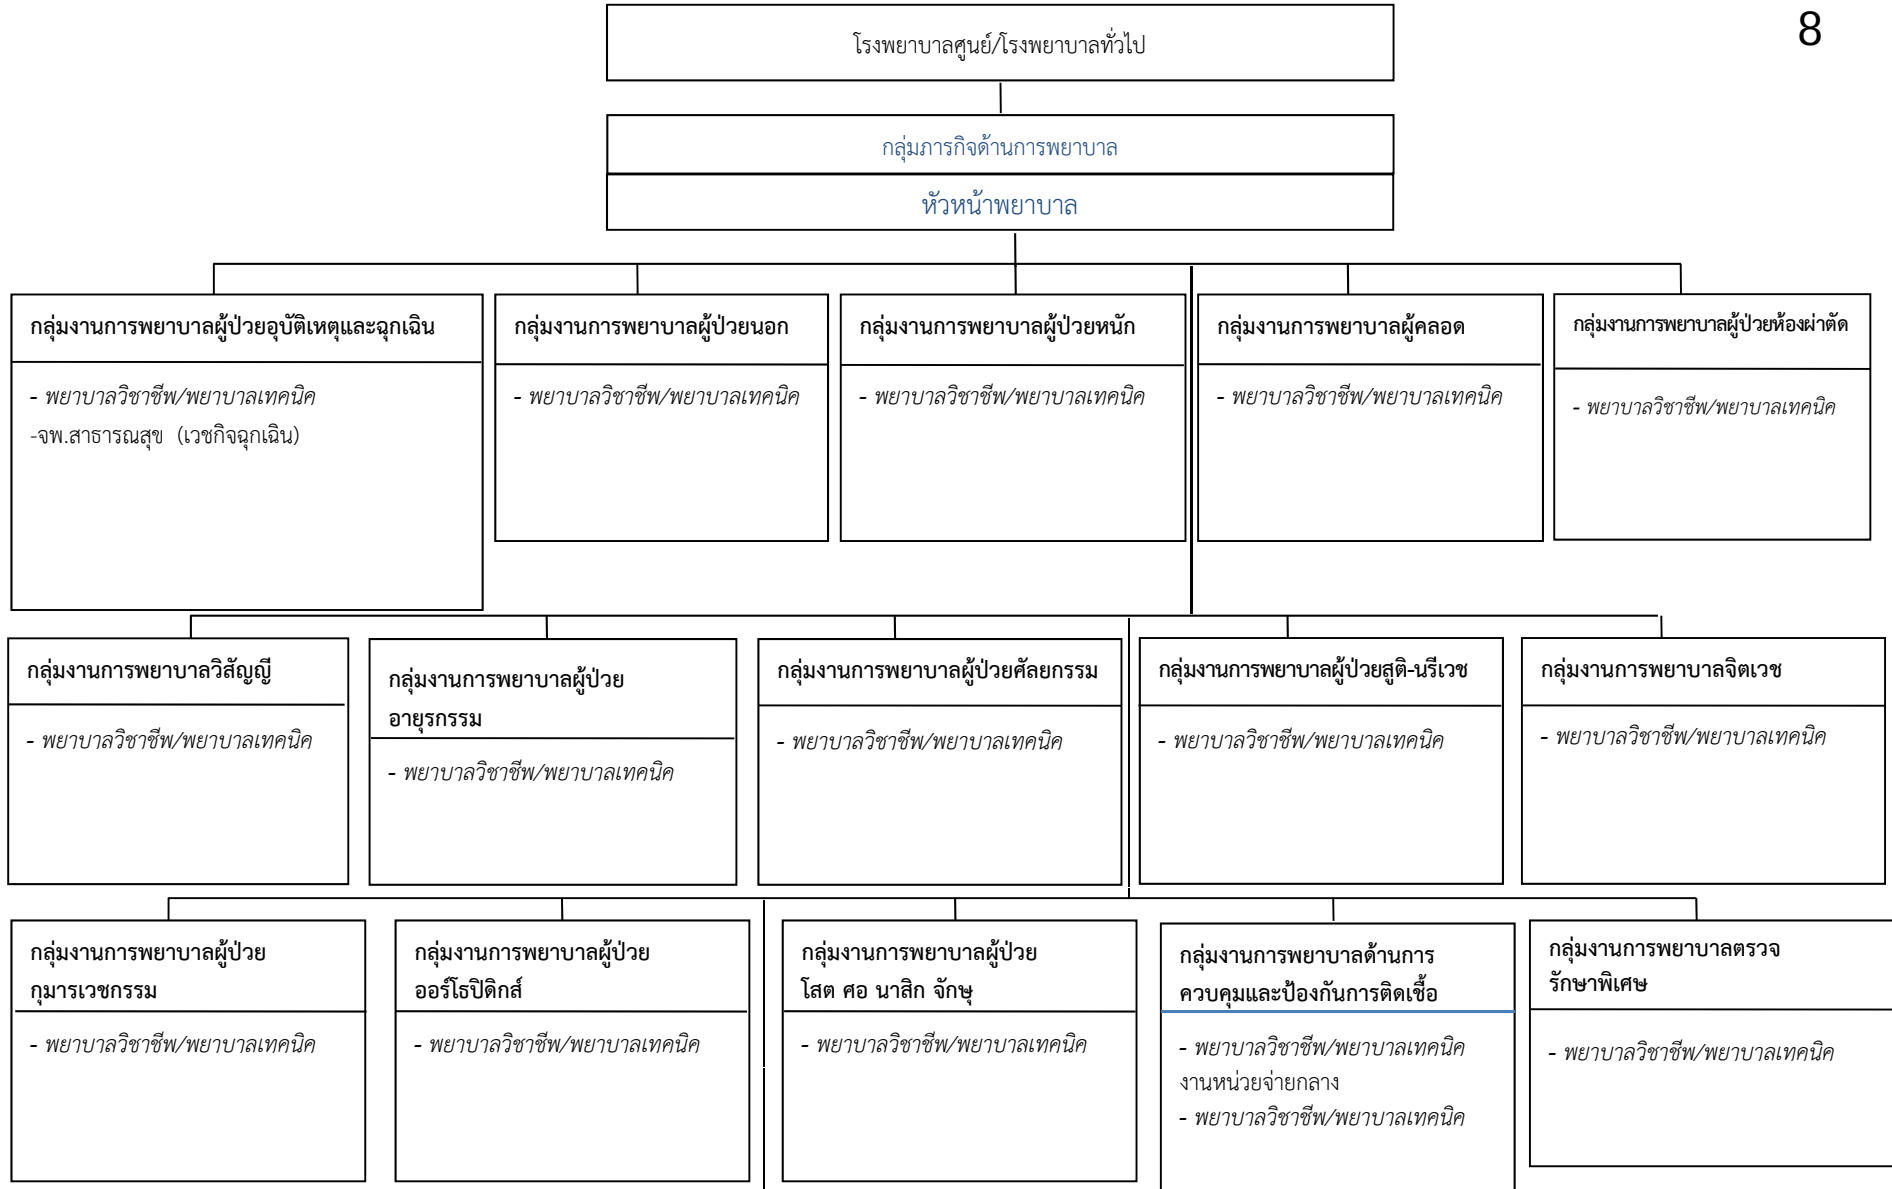 8
โรงพยาบาลศูนย์/โรงพยาบาลทั่วไป
กลุ่มภารกิจด้านการพยาบาล
หัวหน้าพยาบาล
กลุ่มงานการพยาบาลผู้ป่วยอุบัติเหตุและฉุกเฉิน
- พยาบาลวิชาชีพ/พยาบาลเทคนิค
-จพ.สาธารณสุข (เวชกิจฉุกเฉิน)
กลุ่มงานการพยาบาลผู้ป่วยนอก
- พยาบาลวิชาชีพ/พยาบาลเทคนิค
กลุ่มงานการพยาบาลผู้ป่วยหนัก
- พยาบาลวิชาชีพ/พยาบาลเทคนิค
กลุ่มงานการพยาบาลผู้คลอด
- พยาบาลวิชาชีพ/พยาบาลเทคนิค
กลุ่มงานการพยาบาลผู้ป่วยห้องผ่าตัด
- พยาบาลวิชาชีพ/พยาบาลเทคนิค
กลุ่มงานการพยาบาลวิสัญญี
- พยาบาลวิชาชีพ/พยาบาลเทคนิค
กลุ่มงานการพยาบาลผู้ป่วย
อายุรกรรม
- พยาบาลวิชาชีพ/พยาบาลเทคนิค
กลุ่มงานการพยาบาลผู้ป่วยศัลยกรรม
- พยาบาลวิชาชีพ/พยาบาลเทคนิค
กลุ่มงานการพยาบาลผู้ป่วยสูติ-นรีเวช
- พยาบาลวิชาชีพ/พยาบาลเทคนิค
กลุ่มงานการพยาบาลจิตเวช
- พยาบาลวิชาชีพ/พยาบาลเทคนิค
กลุ่มงานการพยาบาลผู้ป่วย
กุมารเวชกรรม
- พยาบาลวิชาชีพ/พยาบาลเทคนิค
กลุ่มงานการพยาบาลผู้ป่วย
ออร์โธปิดิกส์
- พยาบาลวิชาชีพ/พยาบาลเทคนิค
กลุ่มงานการพยาบาลผู้ป่วย
โสต ศอ นาสิก จักษุ
- พยาบาลวิชาชีพ/พยาบาลเทคนิค
กลุ่มงานการพยาบาลด้านการ
ควบคุมและป้องกันการติดเชื้อ
- พยาบาลวิชาชีพ/พยาบาลเทคนิค
งานหน่วยจ่ายกลาง
- พยาบาลวิชาชีพ/พยาบาลเทคนิค
กลุ่มงานการพยาบาลตรวจ
รักษาพิเศษ
- พยาบาลวิชาชีพ/พยาบาลเทคนิค